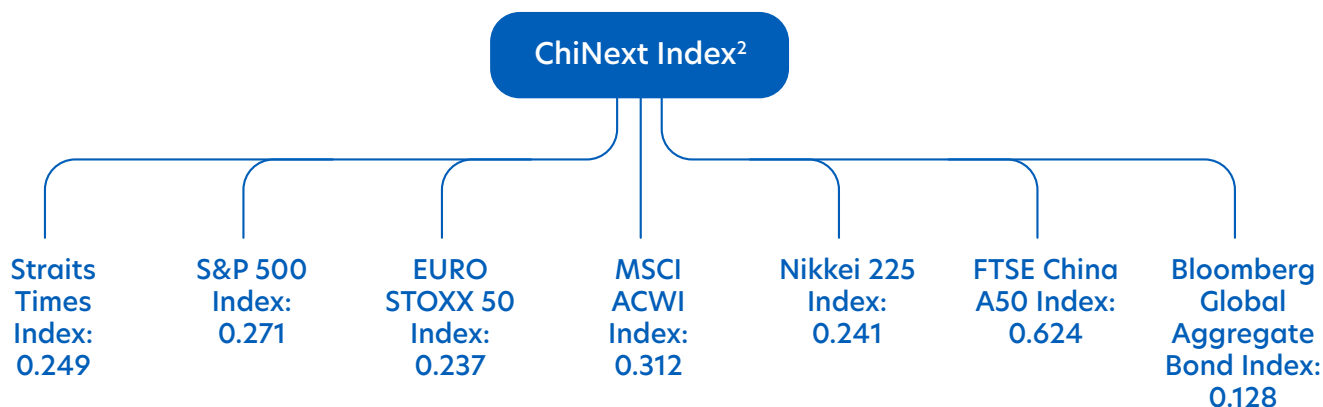 ChiNext Index²
Straits
Times
Index:
0.249
S&P 500
Index:
0.271
EURO
STOXX 50
Index:
0.237
MSCI
ACWI
Index:
0.312
Nikkei 225
Index:
0.241
FTSE China
A50 Index:
0.624
Bloomberg
Global
Aggregate
Bond Index:
0.128